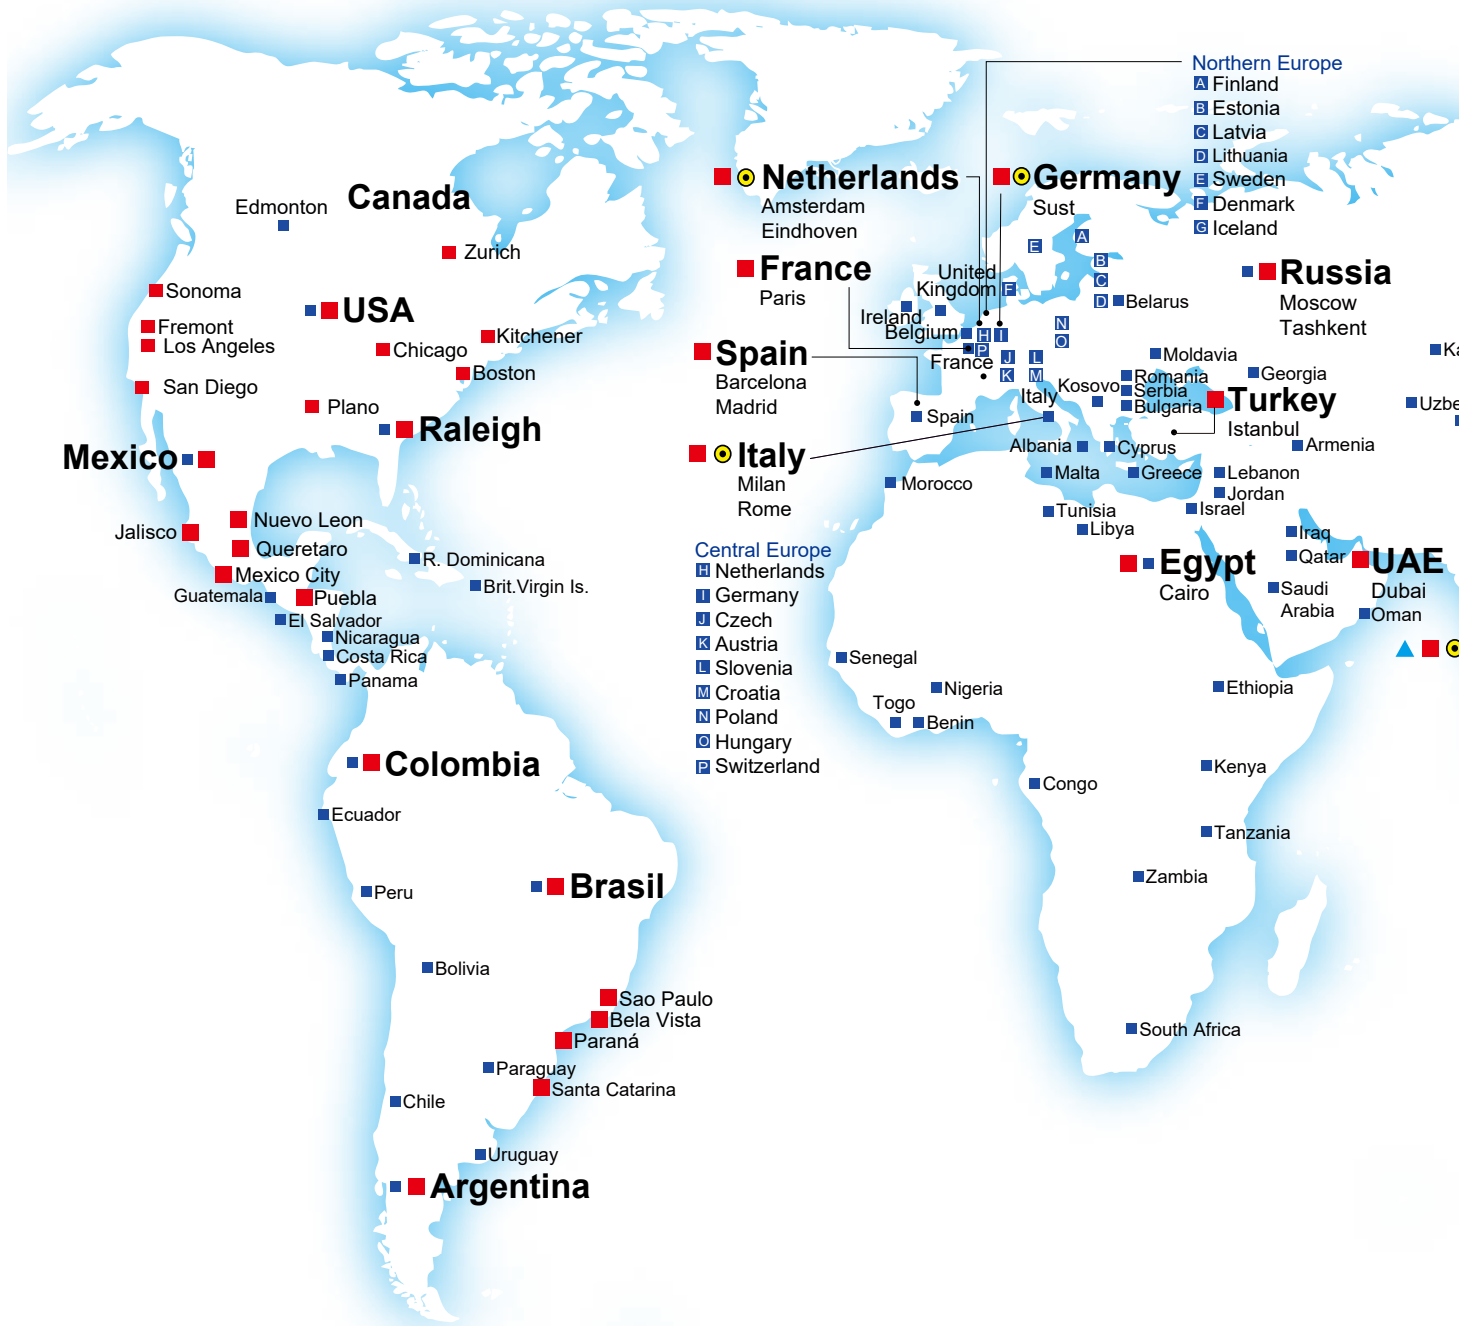 Canada
Edmonton
Zurich
Sonoma
USA
Fremont
Los Angeles
Kitchener
Chicago
Boston
San Diego
Plano
Raleigh
Mexico
Nuevo Leon
Jalisco
Queretaro
Mexico City
Guatemala
Puebla
El Salvador
Nicaragua
Costa Rica
Panama
R. Dominicana
Brit.Virgin Is.
Colombia
Ecuador
Brasil
Peru
Bolivia
Sao Paulo
Bela Vista
Paraná
Paraguay
Santa Catarina
Chile
Uruguay
Argentina
Netherlands
Amsterdam
Eindhoven
France
Paris
Spain
Barcelona
Madrid
Italy
Milan
Rome
Central Europe
H Netherlands
I Germany
J Czech
K Austria
L Slovenia
M Croatia
N Poland
O Hungary
P Switzerland
Germany
Sust
Northern Europe
A Finland
B Estonia
C Latvia
D Lithuania
E Sweden
F Denmark
G Iceland
E
A
B
C
D
F
United
Kingdom
Ireland
Belgium
H
I
P
N
O
J
L
K
M
France
Spain
Italy
Belarus
Russia
Moscow
Tashkent
Moldavia
Romania
Serbia
Bulgaria
Kosovo
Georgia
Turkey
Istanbul
Armenia
Albania
Cyprus
Malta
Greece
Lebanon
Jordan
Israel
Morocco
Tunisia
Libya
Iraq
Qatar
UAE
Dubai
Egypt
Cairo
Saudi
Arabia
Oman
Ka
Uzbe
Senegal
Nigeria
Togo
Benin
Ethiopia
Kenya
Congo
Tanzania
Zambia
South Africa